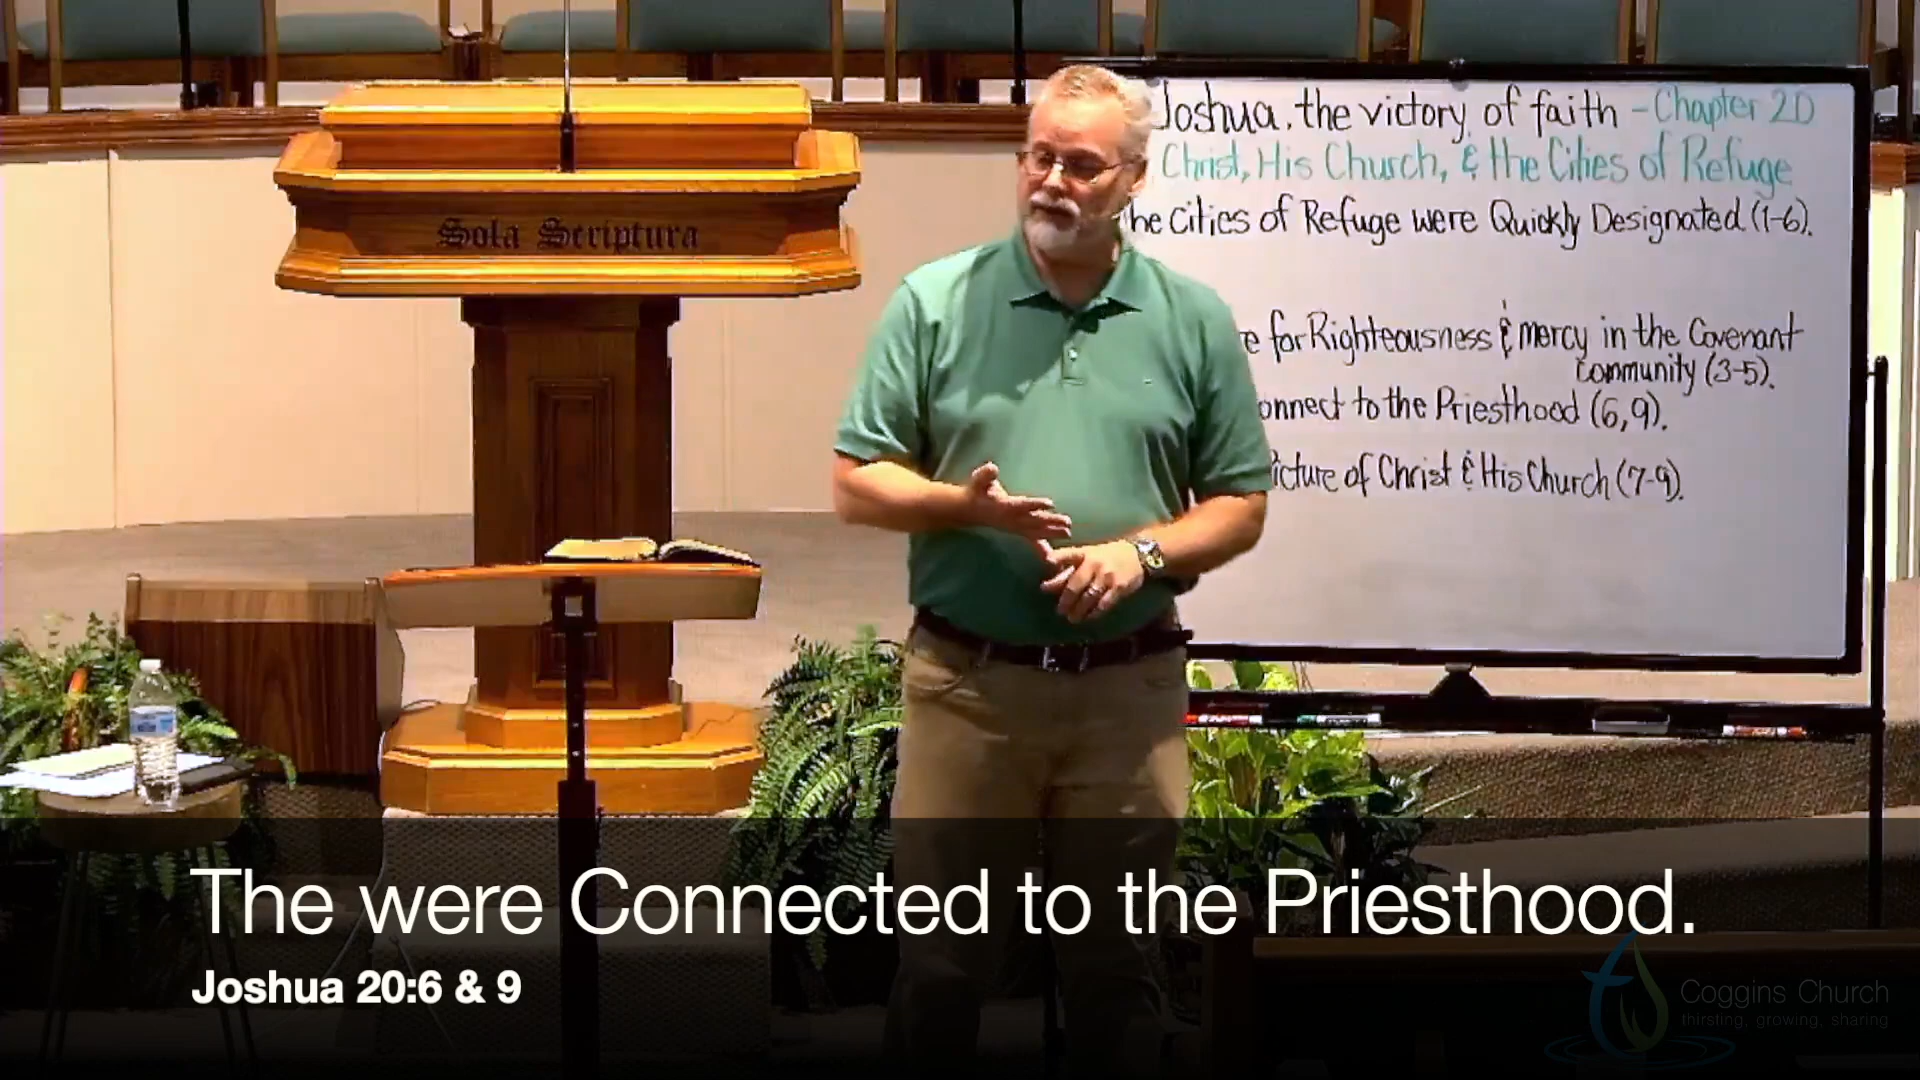 Joshua, the victory of faith - Chapter 20
Christ, His Church, & the Cities of Refuge
he Cities of Refuge were Quickly Designated (1-6).
e for Righteousness & mercy in the Covenant
Community (3-5).
onnect to the Priesthood (6,9).
icture of Christ & His Church (7-9).
Sola Scriptura
The were Connected to the Priesthood.
Joshua 20:6 & 9
Coggins Church
thirsting, growing, sharing